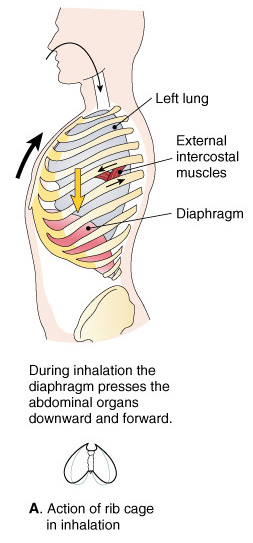 Left lung
External
intercostal
muscles
Diaphragm
During inhalation the
diaphragm presses the
abdominal organs
downward and forward.
A. Action of rib cage
in inhalation